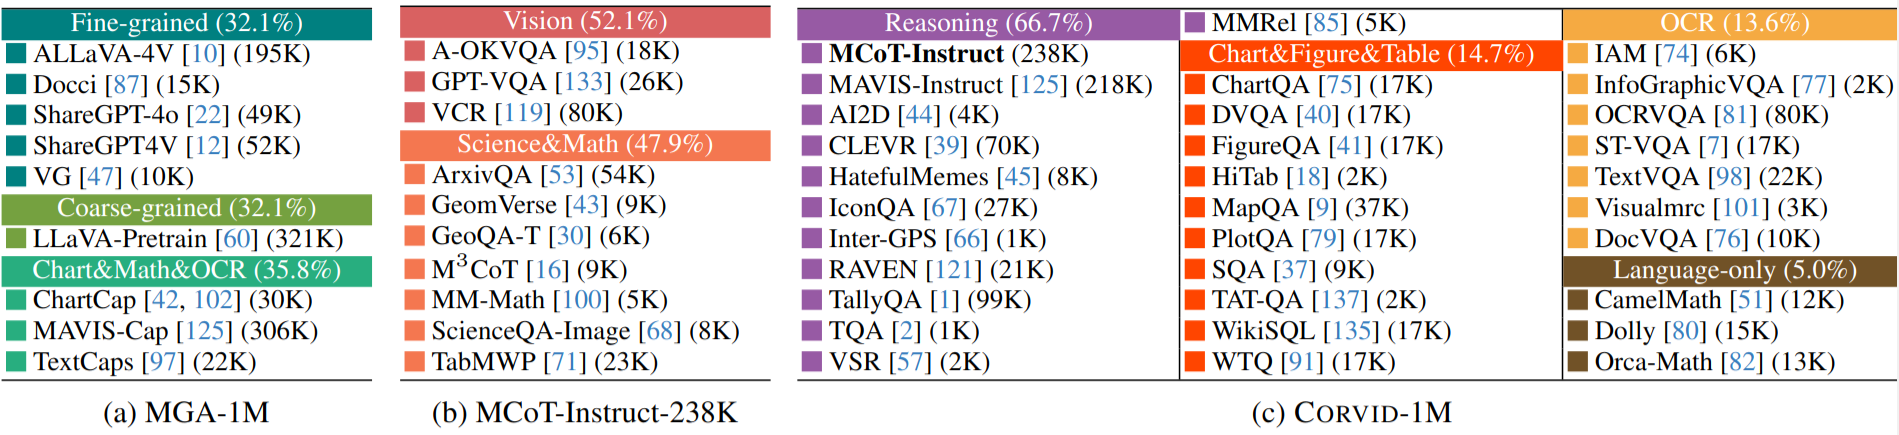 Fine-grained (32.1%)
ALLaVA-4V [10] (195K)
Docci [87] (15K)
ShareGPT-4o [22] (49K)
ShareGPT4V [12] (52K)
VG [47] (10K)
Coarse-grained (32.1%)
LLaVA-Pretrain [60] (321K)
Chart&Math&OCR (35.8%)
ChartCap [42, 102] (30K)
MAVIS-Cap [125] (306K)
TextCaps [97] (22K)
(a) MGA-1M
Vision (52.1%)
A-OKVQA [95] (18K)
GPT-VQA [133] (26K)
VCR [119] (80K)
Science&Math (47.9%)
ArxivQA [53] (54K)
GeomVerse [43] (9K)
GeoQA-T [30] (6K)
M³CoT [16] (9K)
MM-Math [100] (5K)
ScienceQA-Image [68] (8K)
TabMWP [71] (23K)
(b) MCoT-Instruct-238K
Reasoning (66.7%)
MCoT-Instruct (238K)
MAVIS-Instruct [125] (218K)
AI2D [44] (4K)
CLEVR [39] (70K)
HatefulMemes [45] (8K)
IconQA [67] (27K)
Inter-GPS [66] (1K)
RAVEN [121] (21K)
TallyQA [1] (99K)
TQA [2] (1K)
VSR [57] (2K)
MMRel [85] (5K)
Chart&Figure&Table (14.7%)
ChartQA [75] (17K)
DVQA [40] (17K)
FigureQA [41] (17K)
HiTab [18] (2K)
MapQA [9] (37K)
PlotQA [79] (17K)
SQA [37] (9K)
TAT-QA [137] (2K)
WikiSQL [135] (17K)
WTQ [91] (17K)
OCR (13.6%)
IAM [74] (6K)
InfoGraphicVQA [77] (2K)
OCRVQA [81] (80K)
ST-VQA [7] (17K)
TextVQA [98] (22K)
Visualmrc [101] (3K)
DocVQA [76] (10K)
Language-only (5.0%)
CamelMath [51] (12K)
Dolly [80] (15K)
Orca-Math [82] (13K)
(c) CORVID-1M